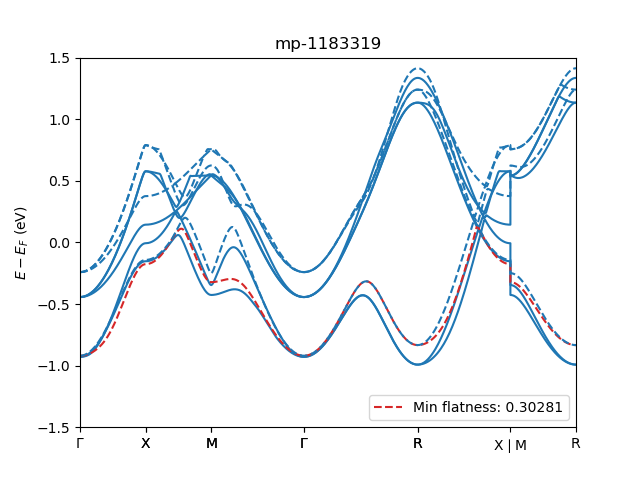 mp-1183319
1.5
1.0
0.5
0.0
−0.5
−1.0
−1.5
E − E_F (eV)
Min flatness: 0.30281
Γ X M Γ R X | M R